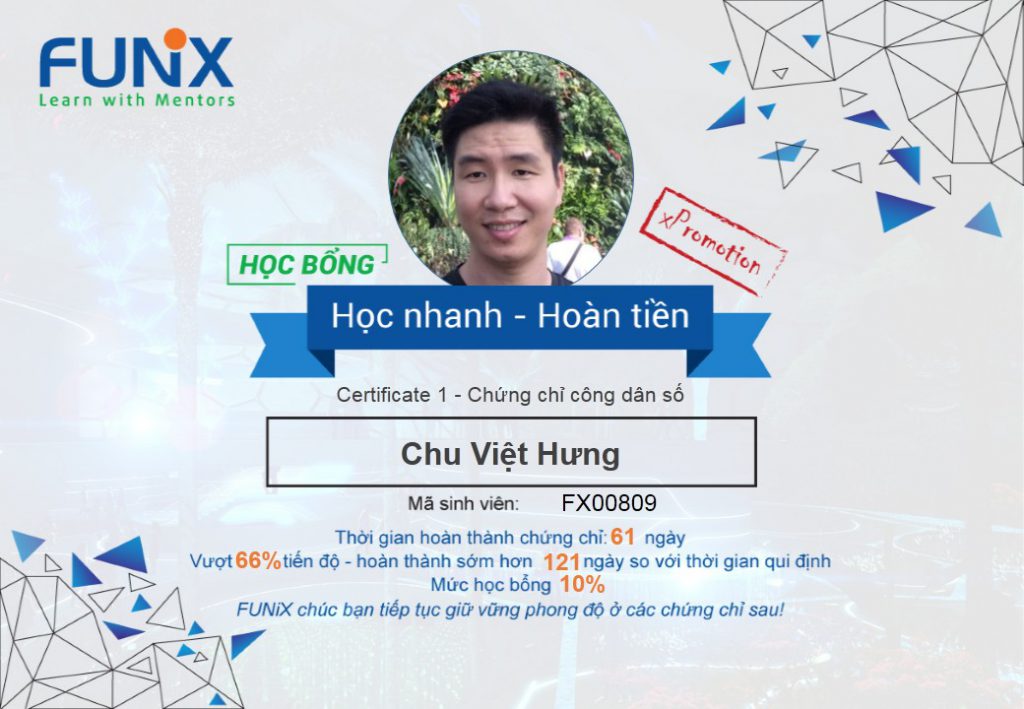 FUNiX
Learn with Mentors
xPromotion
HỌC BỔNG
Học nhanh - Hoàn tiền
Certificate 1 - Chứng chỉ công dân số
Chu Việt Hưng
Mã sinh viên: FX00809
Thời gian hoàn thành chứng chỉ: 61 ngày
Vượt 66% tiến độ - hoàn thành sớm hơn 121 ngày so với thời gian qui định
Mức học bổng 10%
FUNiX chúc bạn tiếp tục giữ vững phong độ ở các chứng chỉ sau!